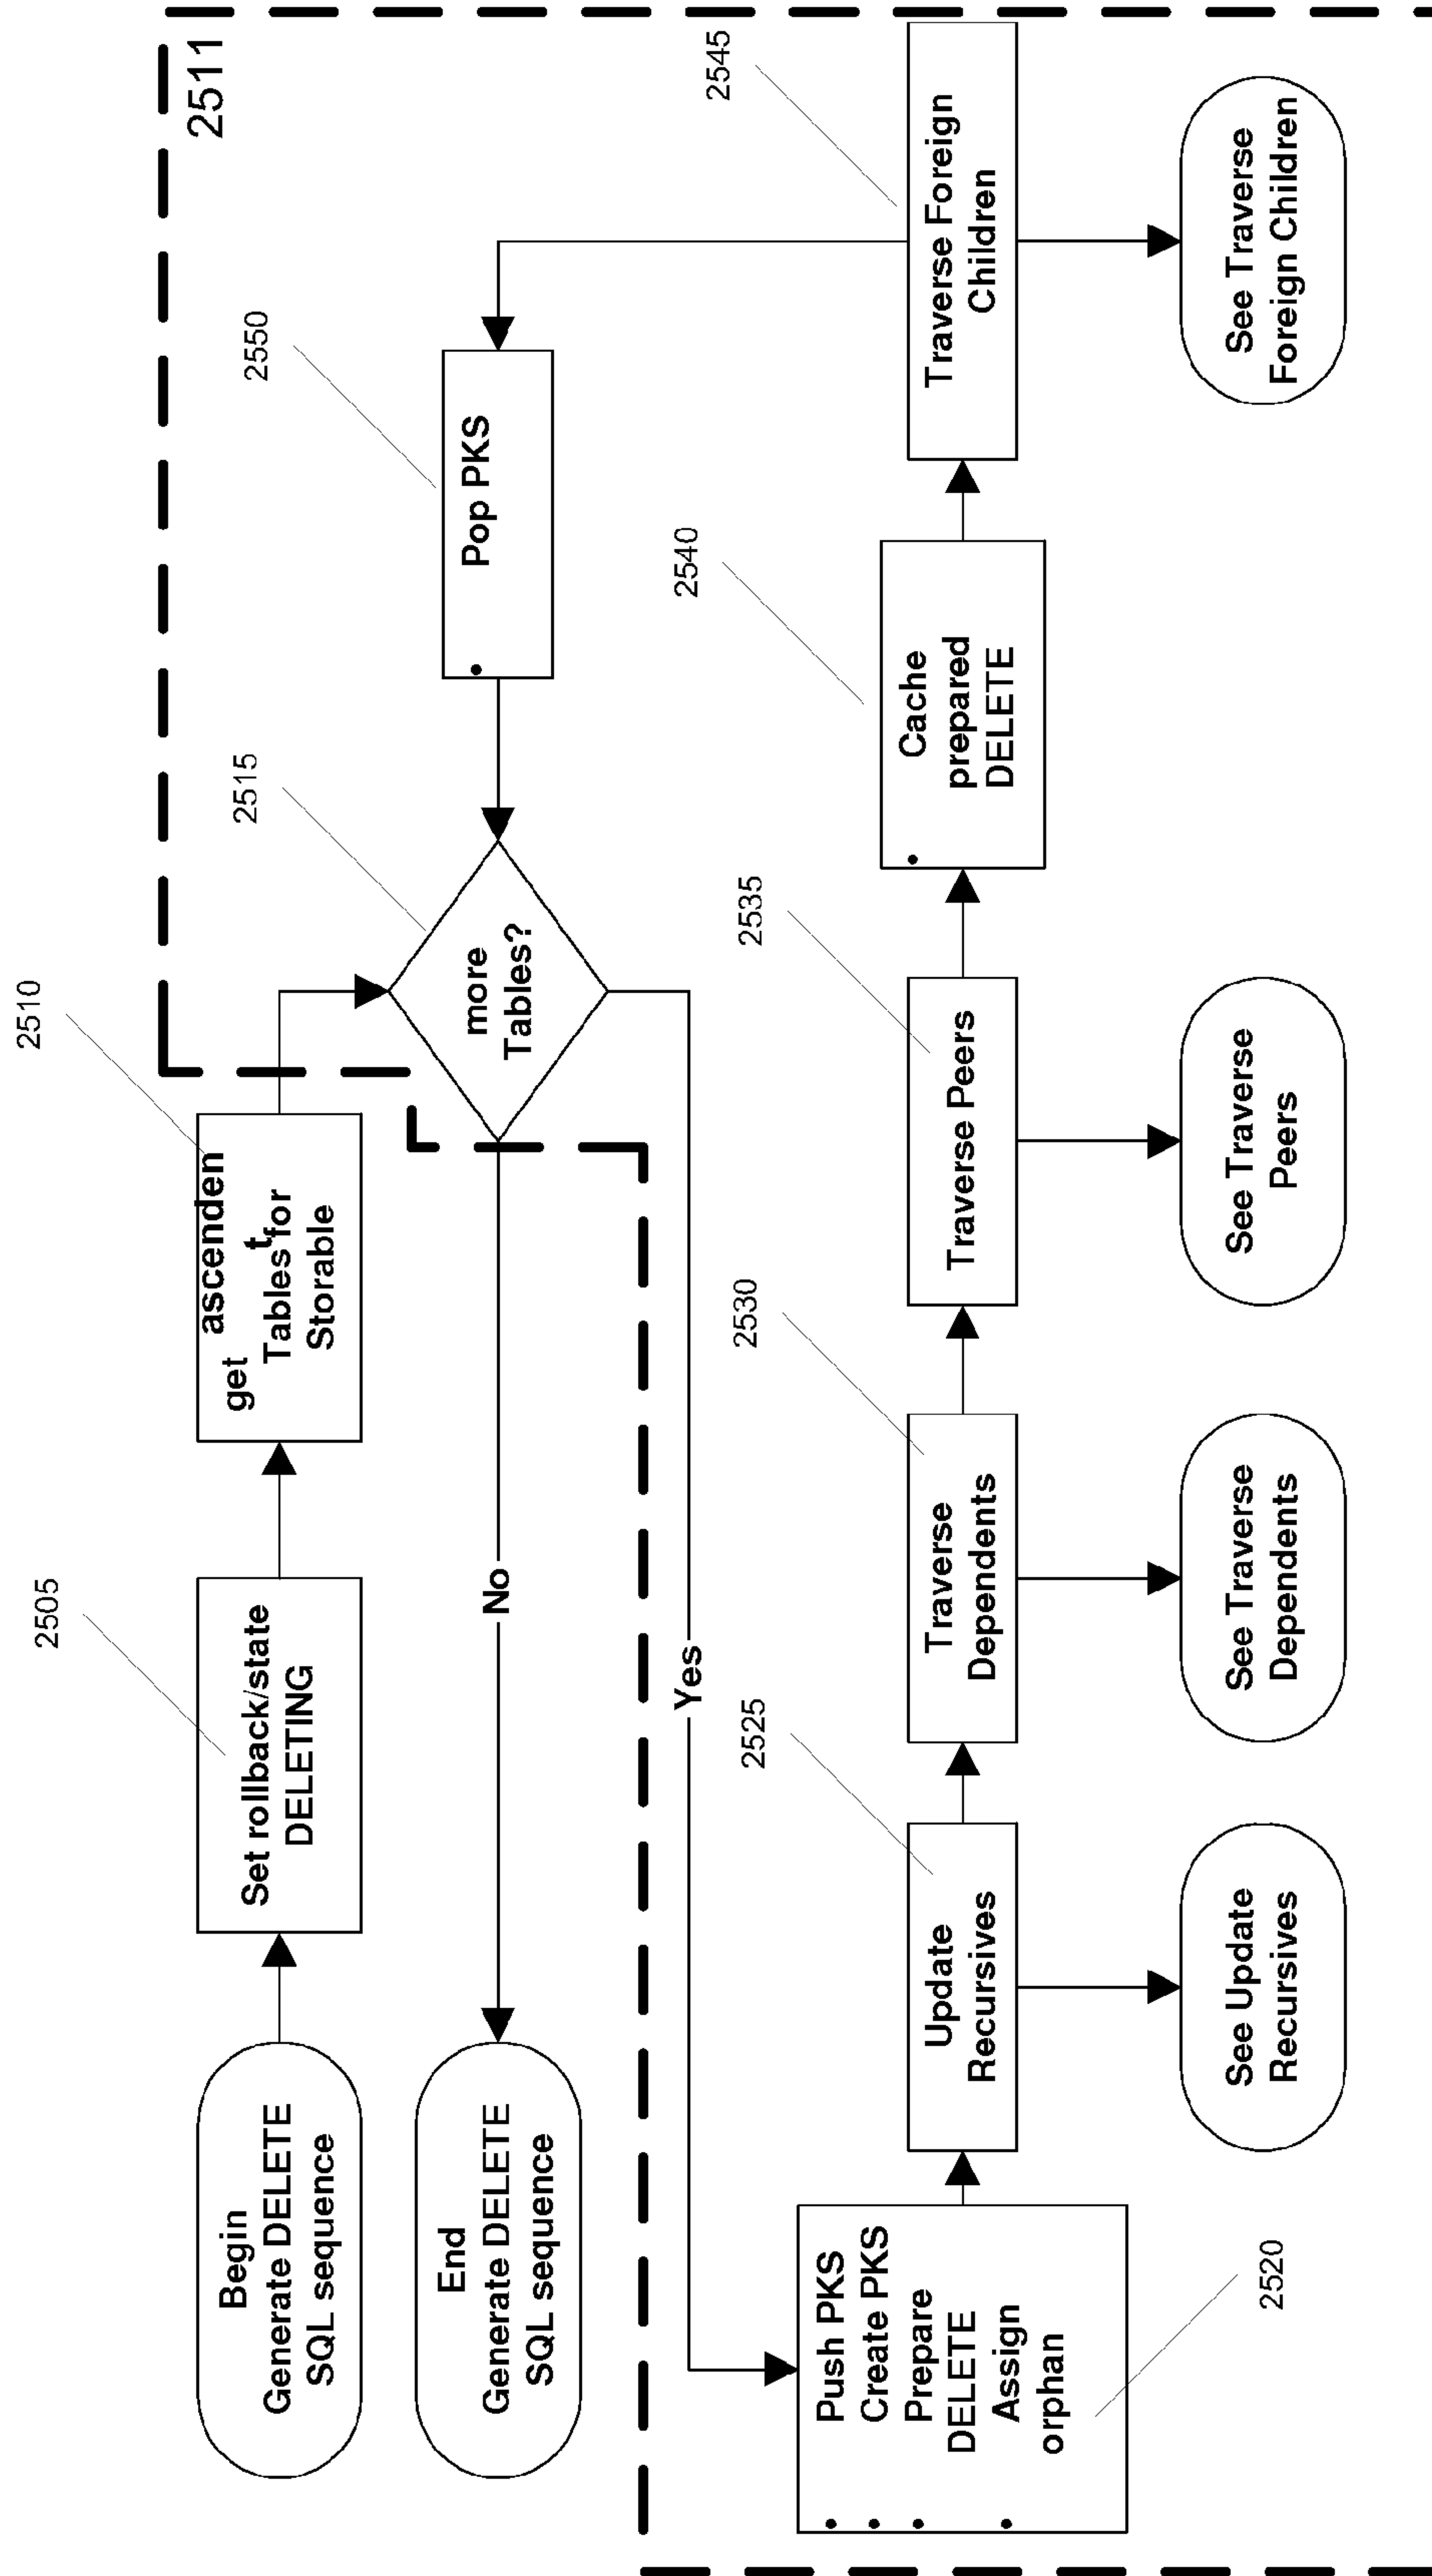 2505
2510
Begin
Generate DELETE
SQL sequence
Set rollback/state
DELETING
get
ascenden
t
Tables for
Storable
2511
End
Generate DELETE
SQL sequence
No
more
Tables?
2515
Pop PKS
2550
Yes
Push PKS
Create PKS
Prepare
DELETE
Assign
orphan
2520
Update
Recursives
2525
Traverse
Dependents
2530
Traverse Peers
2535
Cache
prepared
DELETE
2540
Traverse Foreign
Children
2545
See Update
Recursives
See Traverse
Dependents
See Traverse
Peers
See Traverse
Foreign Children